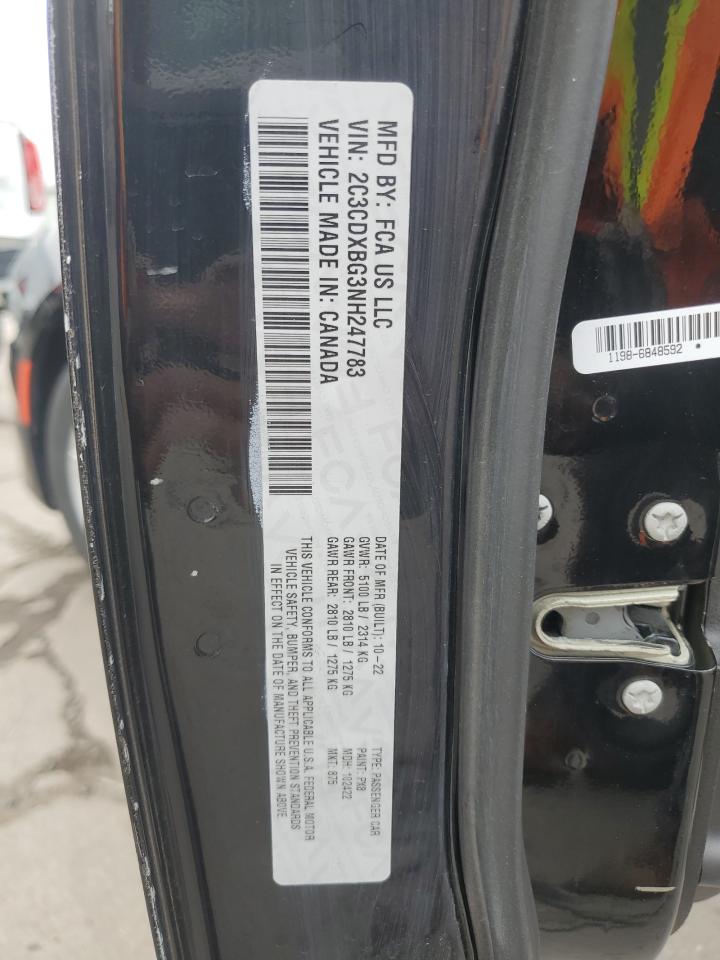 MFD BY: FCA US LLC
VIN: 2C3CDXBG3NH247783
VEHICLE MADE IN: CANADA
DATE OF MFR (BUILT): 10-22
GVWR: 5100 LB / 2314 KG
GAWR FRONT: 2810 LB / 1275 KG
GAWR REAR: 2810 LB / 1275 KG
TYPE: PASSENGER CAR
PAINT: PX8
MDH: 102422
MKT: 875
THIS VEHICLE CONFORMS TO ALL APPLICABLE U.S.A. FEDERAL MOTOR
VEHICLE SAFETY, BUMPER, AND THEFT PREVENTION STANDARDS
IN EFFECT ON THE DATE OF MANUFACTURE SHOWN ABOVE
1198-6848592